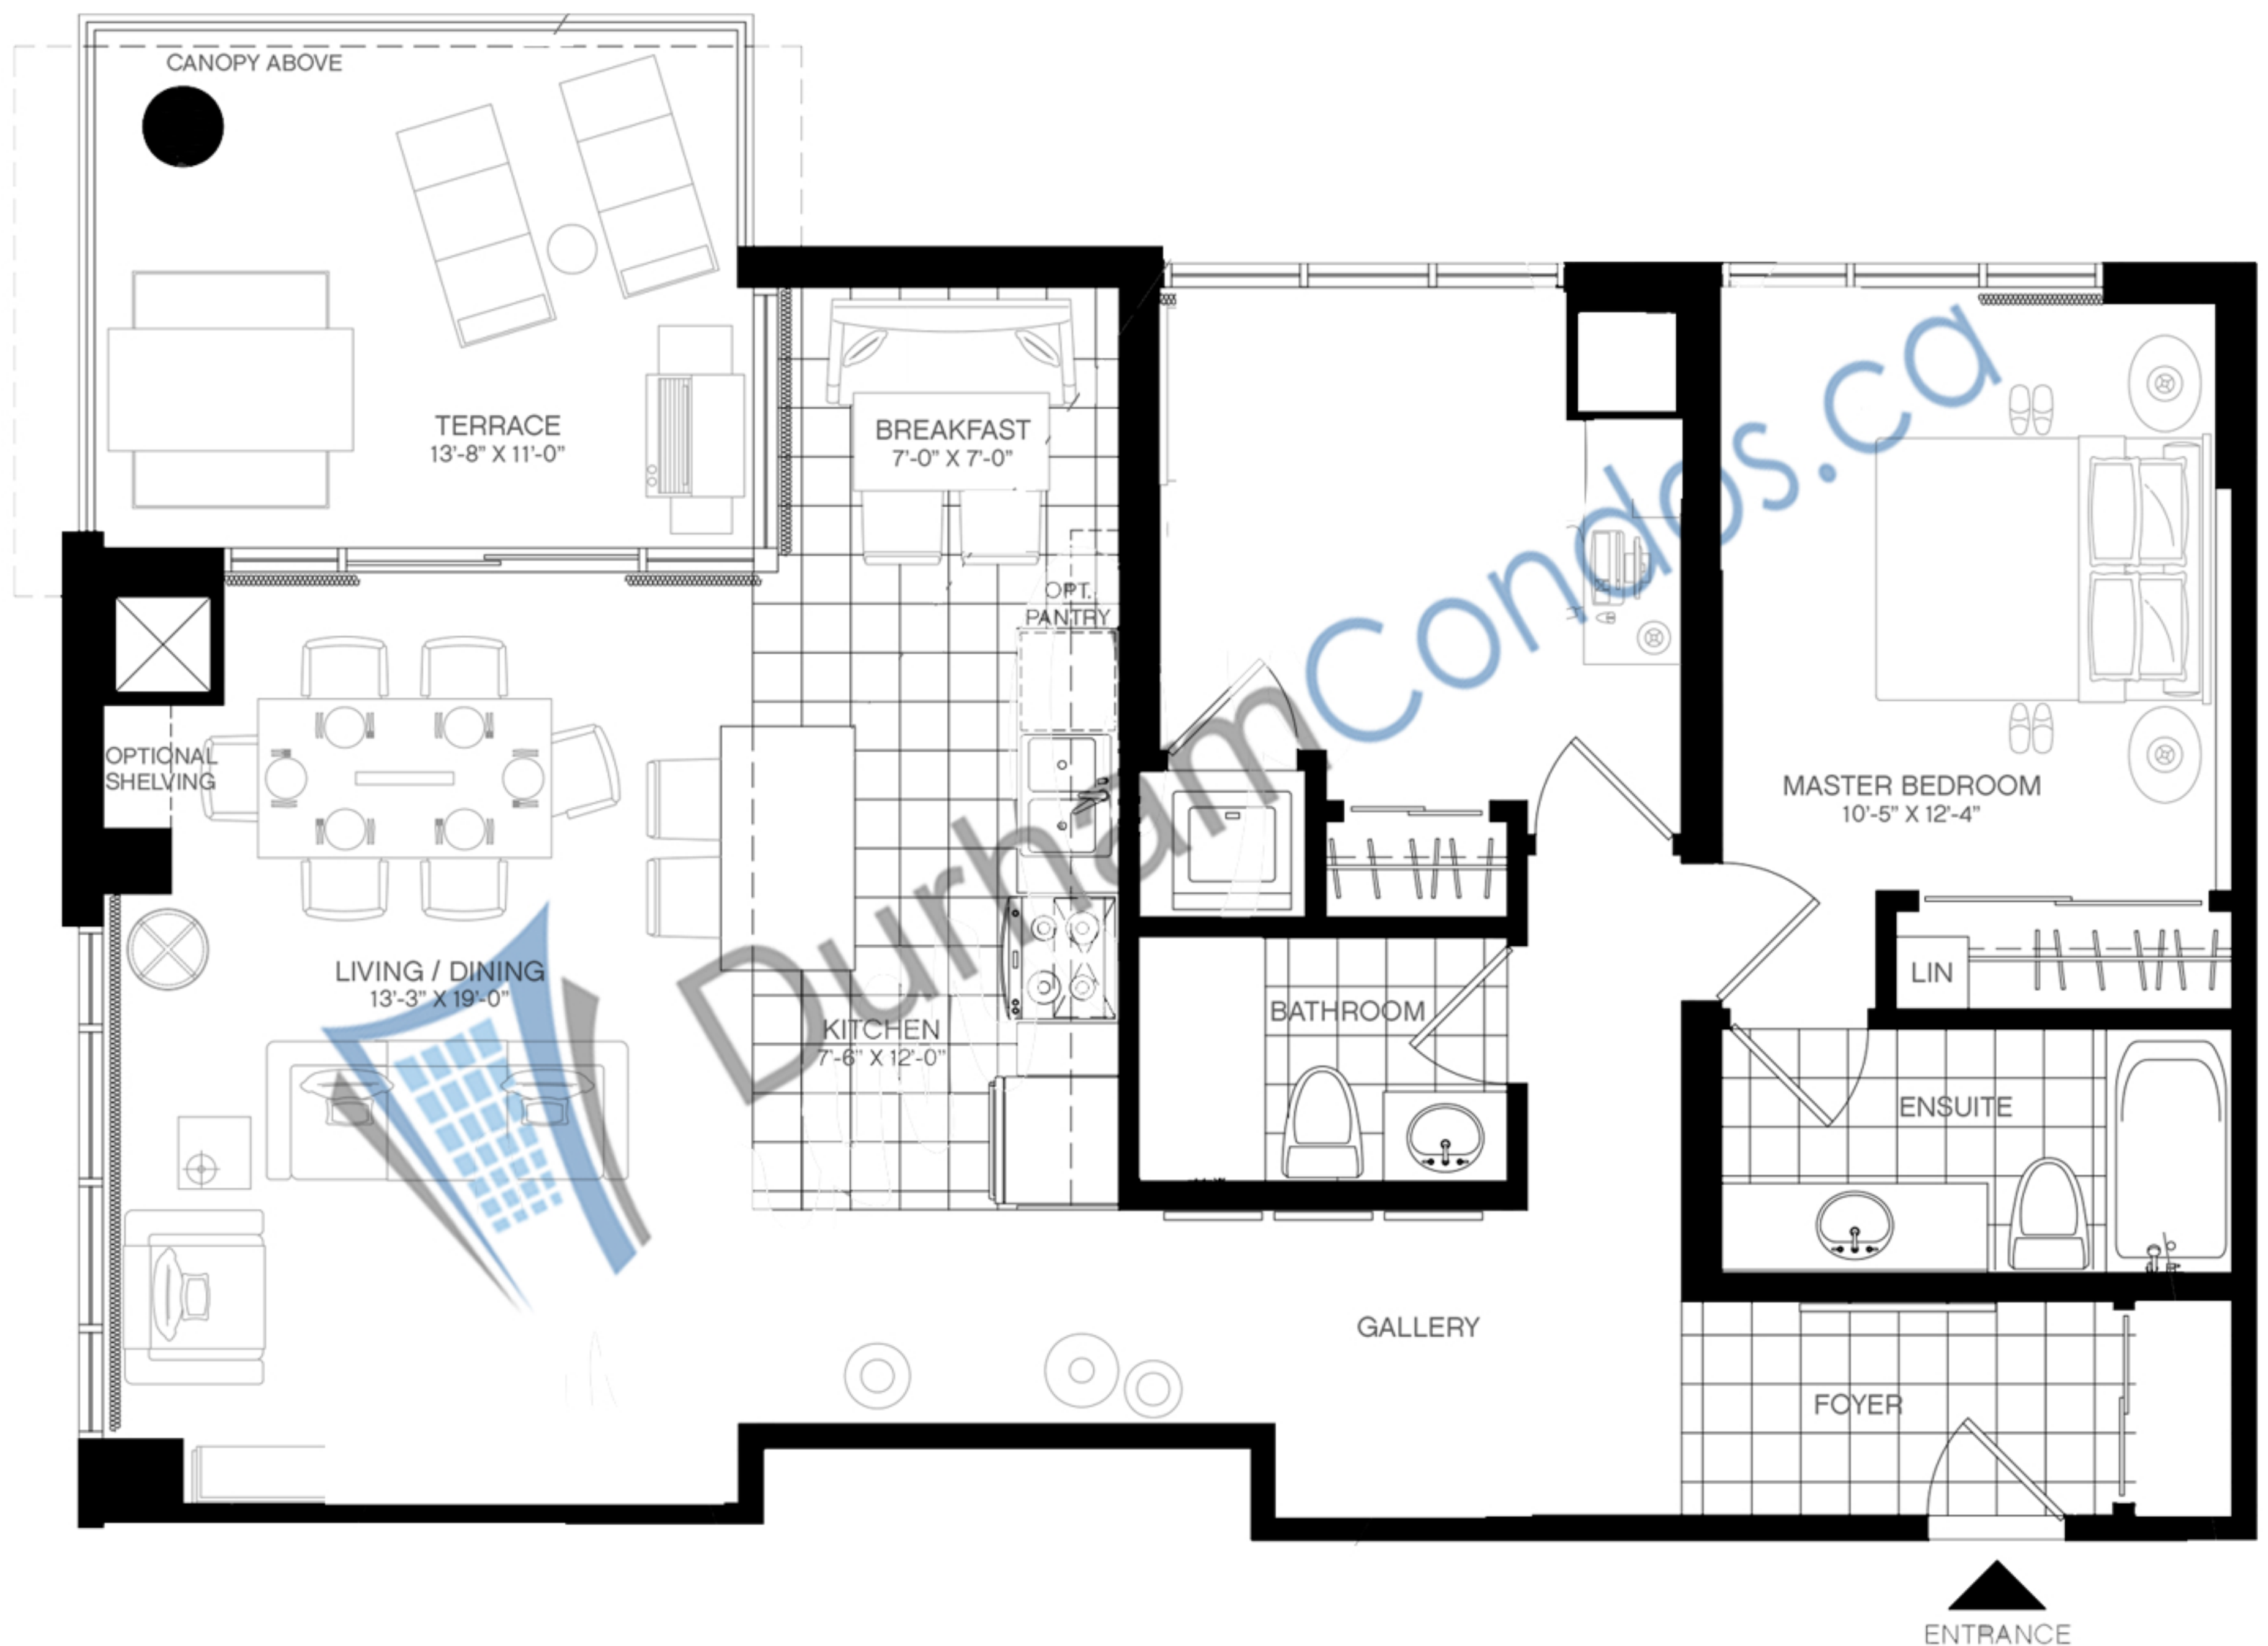 CANOPY ABOVE
TERRACE
13'-8" X 11'-0"
BREAKFAST
7'-0" X 7'-0"
OPT.
PANTRY
OPTIONAL
SHELVING
MASTER BEDROOM
10'-5" X 12'-4"
LIVING / DINING
13'-3" X 19'-0"
KITCHEN
7'-6" X 12'-0"
BATHROOM
LIN
ENSUITE
GALLERY
FOYER
ENTRANCE
DurhamCondos.ca